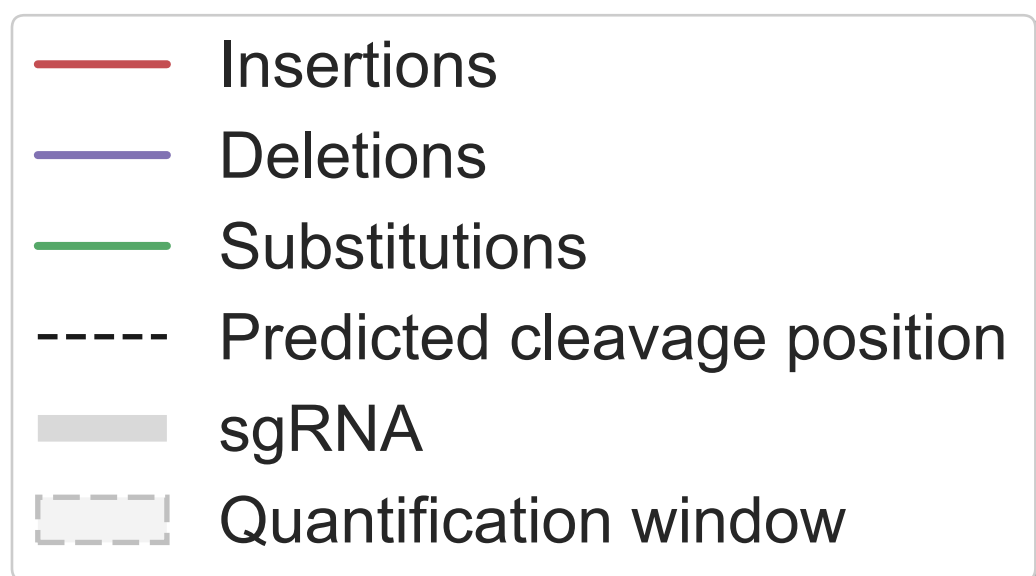 Insertions
Deletions
Substitutions
Predicted cleavage position
sgRNA
Quantification window